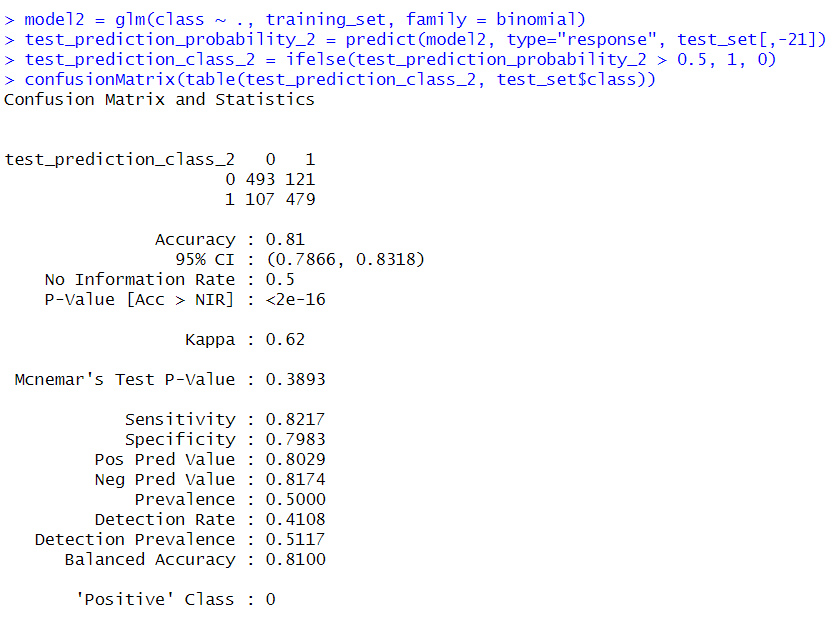 > model2 = glm(class ~ ., training_set, family = binomial)
> test_prediction_probability_2 = predict(model2, type="response", test_set[,-21])
> test_prediction_class_2 = ifelse(test_prediction_probability_2 > 0.5, 1, 0)
> confusionMatrix(table(test_prediction_class_2, test_set$class))
Confusion Matrix and Statistics
test_prediction_class_2   0   1
                      0 493 121
                      1 107 479
               Accuracy : 0.81
                 95% CI : (0.7866, 0.8318)
    No Information Rate : 0.5
    P-Value [Acc > NIR] : <2e-16
                  Kappa : 0.62
 Mcnemar's Test P-Value : 0.3893
            Sensitivity : 0.8217
            Specificity : 0.7983
         Pos Pred Value : 0.8029
         Neg Pred Value : 0.8174
             Prevalence : 0.5000
         Detection Rate : 0.4108
   Detection Prevalence : 0.5117
      Balanced Accuracy : 0.8100
       'Positive' Class : 0